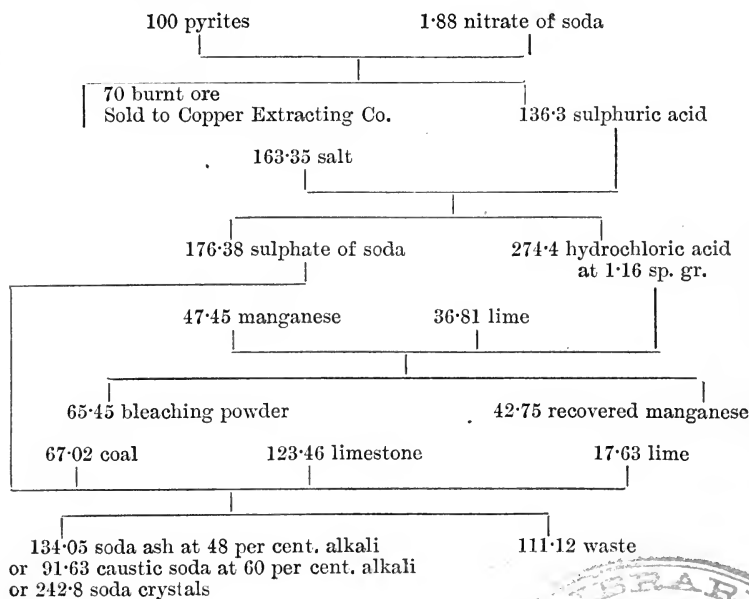 100 pyrites 1·88 nitrate of soda
70 burnt ore
Sold to Copper Extracting Co. 136·3 sulphuric acid
163·35 salt
176·38 sulphate of soda 274·4 hydrochloric acid
at 1·16 sp. gr.
47·45 manganese 36·81 lime
65·45 bleaching powder 42·75 recovered manganese
67·02 coal 123·46 limestone 17·63 lime
134·05 soda ash at 48 per cent. alkali 111·12 waste
or 91·63 caustic soda at 60 per cent. alkali
or 242·8 soda crystals